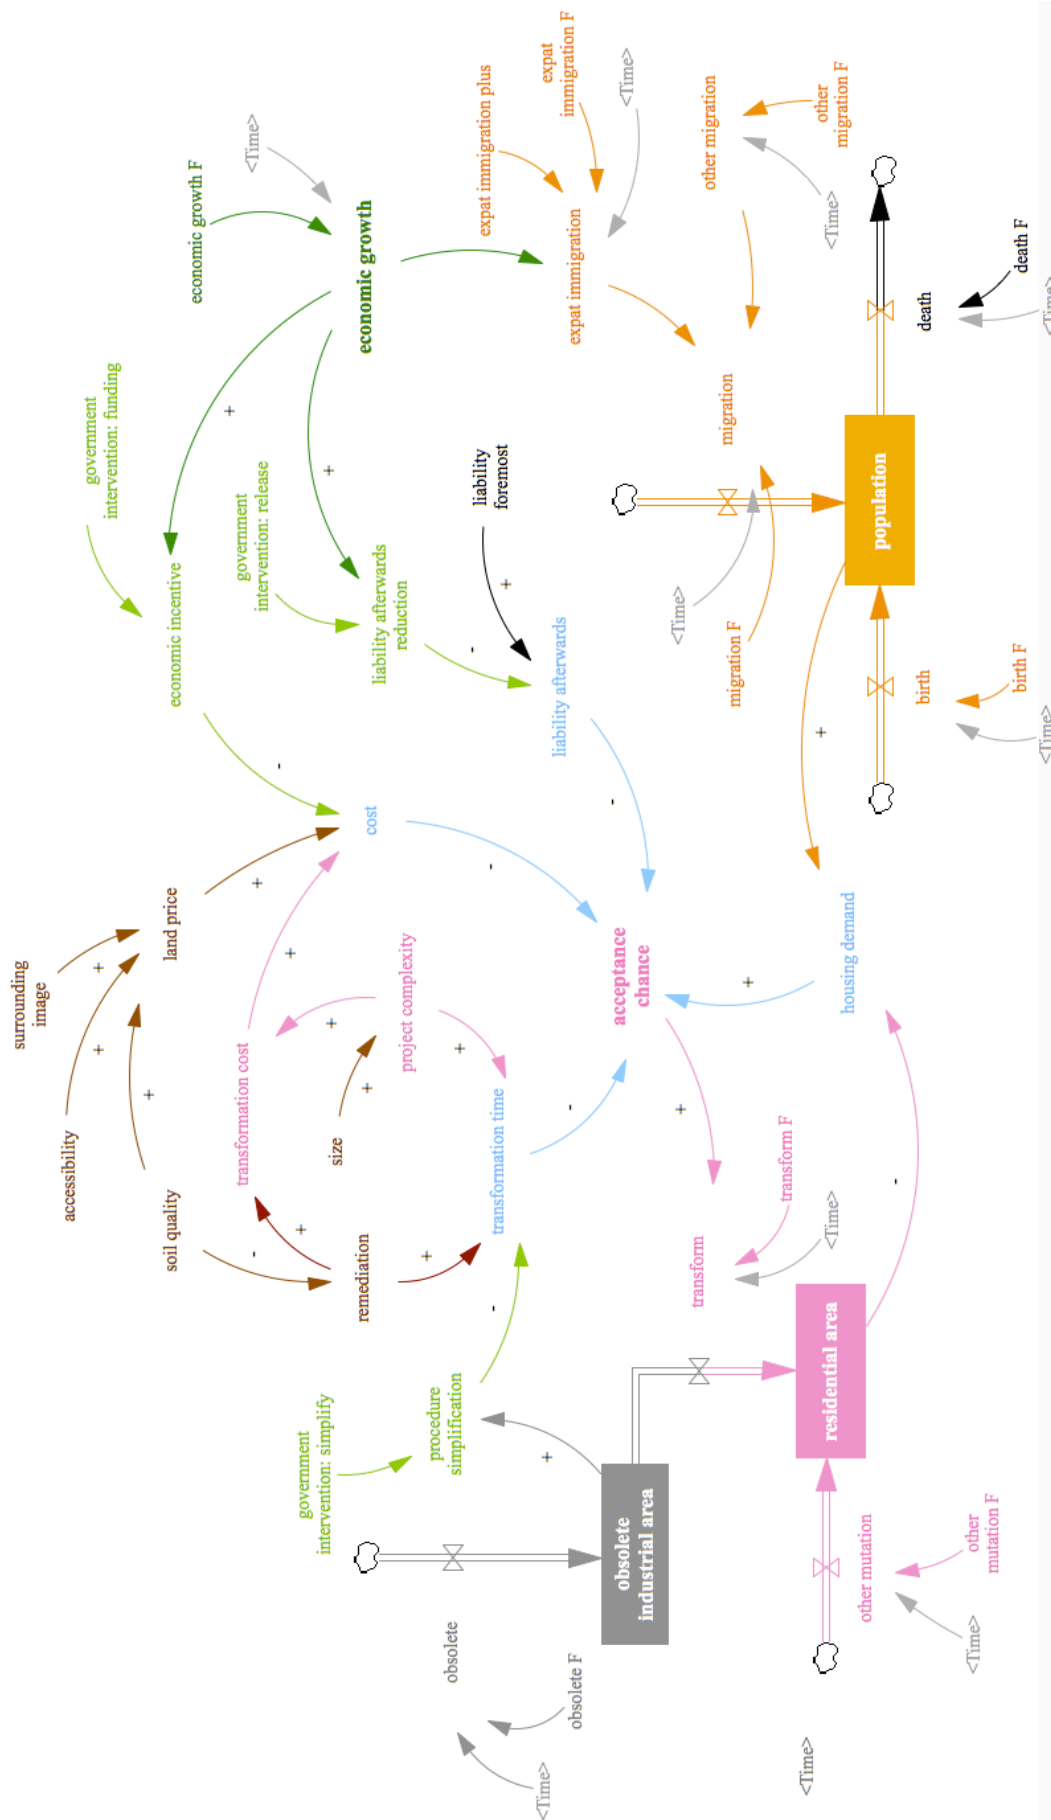 surrounding
image
accessibility
soil quality
land price
government
intervention: funding
economic incentive
economic growth F
<Time>
government
intervention: simplify
remediation
transformation cost
size
project complexity
cost
government
intervention: release
liability afterwards
reduction
economic growth
procedure
simplification
transformation time
liability
foremost
expat immigration plus
expat
immigration F
<Time>
obsolete
obsolete F
<Time>
obsolete
industrial area
acceptance
chance
liability afterwards
expat immigration
transform
transform F
<Time>
<Time>
migration F
migration
other migration
other
migration F
<Time>
residential area
housing demand
population
other mutation
other
mutation F
<Time>
<Time>
birth
birth F
<Time>
death
death F
<Time>
+
+
+
-
+
+
+
+
+
+
+
-
-
+
+
-
+
-
-
-
-
+
+
+
+
-
+